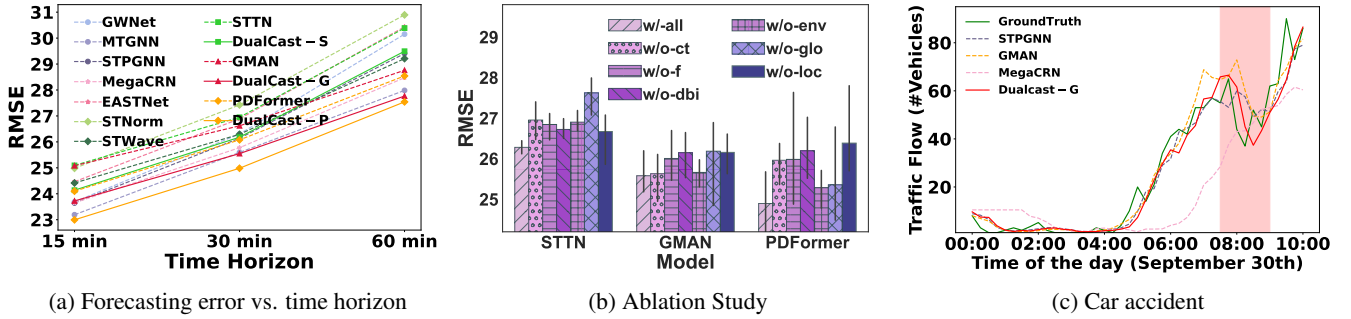 RMSE
31
30
29
28
27
26
25
24
23
GWNet
MTGNN
STPGNN
MegaCRN
EASTNet
STNorm
STWave
STTN
DualCast-S
GMAN
DualCast-G
PDFormer
DualCast-P
15 min
30 min
60 min
Time Horizon
(a) Forecasting error vs. time horizon
RMSE
29
28
27
26
25
w/-all
w/o-ct
w/o-f
w/o-dbi
w/o-env
w/o-glo
w/o-loc
STTN
GMAN
PDFormer
Model
(b) Ablation Study
Traffic Flow (#Vehicles)
80
60
40
20
GroundTruth
STPGNN
GMAN
MegaCRN
Dualcast-G
00:00
02:00
04:00
06:00
08:00
10:00
Time of the day (September 30th)
(c) Car accident